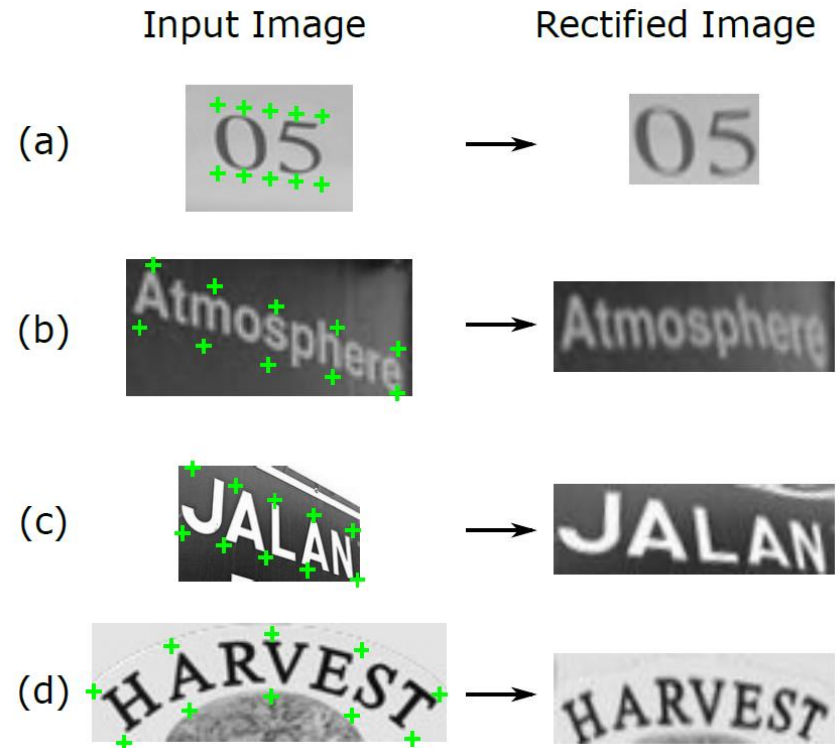 Input Image Rectified Image
(a) 05 05
(b) Atmosphere Atmosphere
(c) JALAN JALAN
(d) HARVEST HARVEST